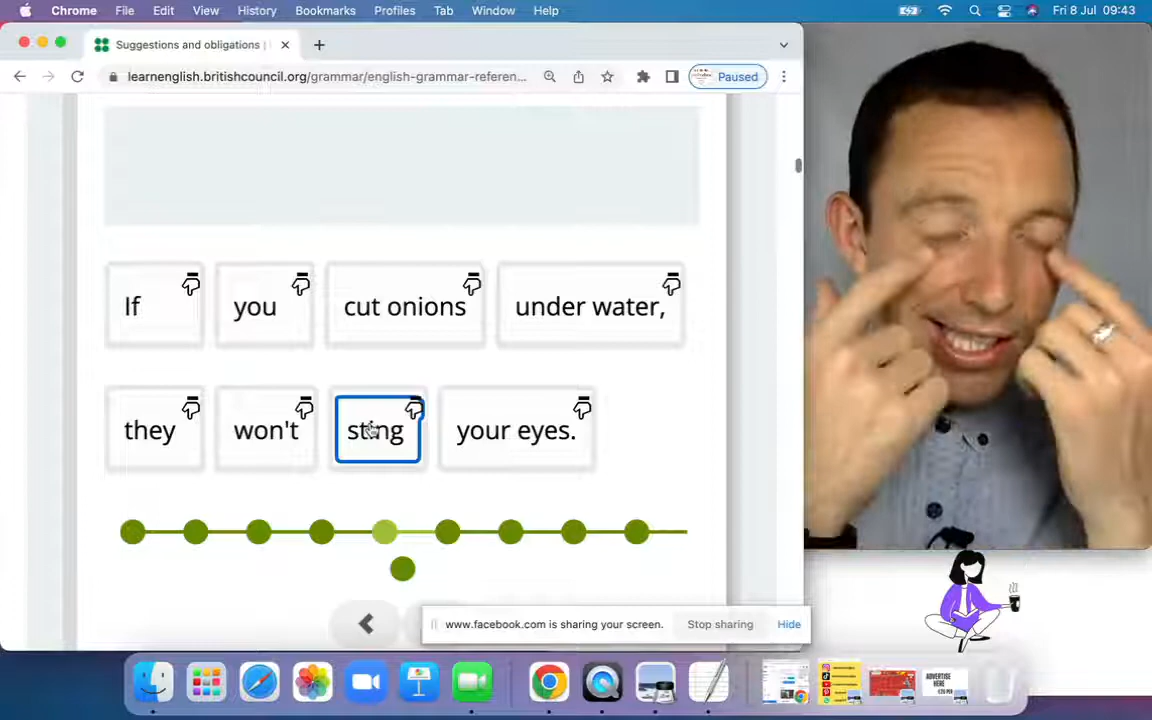 Chrome File Edit View History Bookmarks Profiles Tab Window Help Fri 8 Jul 09:43
Suggestions and obligations |
learnenglish.britishcouncil.org/grammar/english-grammar-referen... Paused
If you cut onions under water,
they won't sting your eyes.
www.facebook.com is sharing your screen. Stop sharing Hide
ADVERTISE
HERE